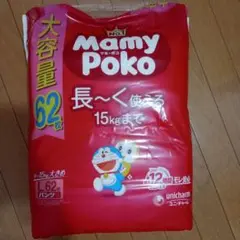 大容量
62枚
Mamy
Poko
マミーポコ
長〜く使える
15kgまで
L 62
パンツ
12
unicharm
ユニ・チャーム